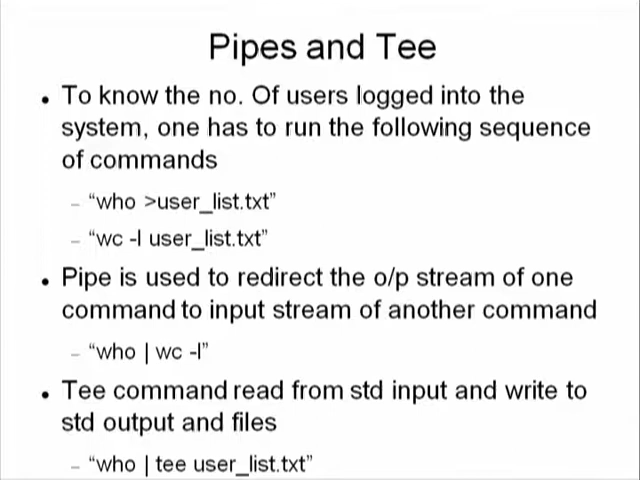 Pipes and Tee
• To know the no. Of users logged into the
system, one has to run the following sequence
of commands
– “who >user_list.txt”
– “wc -l user_list.txt”
• Pipe is used to redirect the o/p stream of one
command to input stream of another command
– “who | wc -l”
• Tee command read from std input and write to
std output and files
– “who | tee user_list.txt”